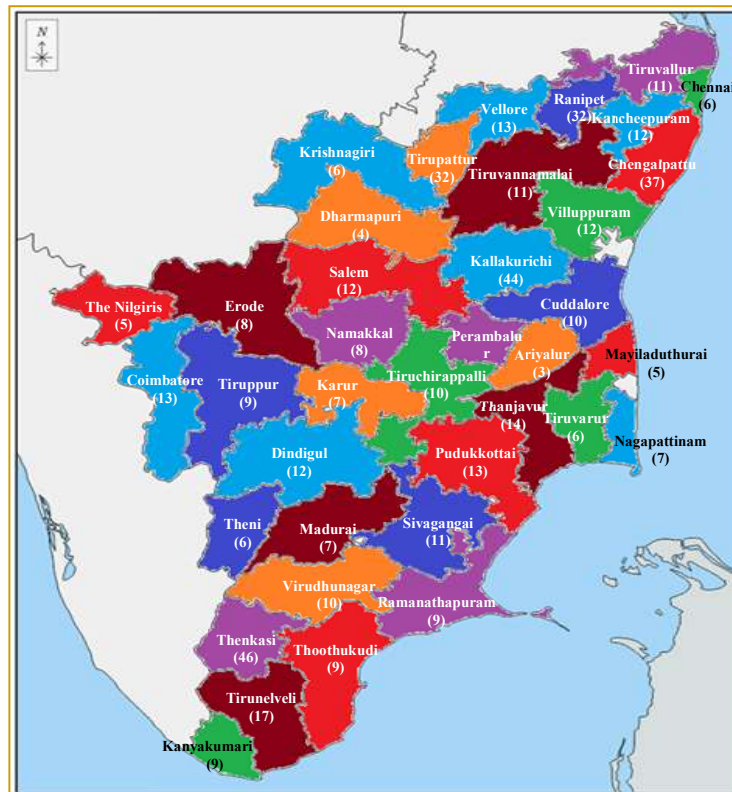 N
Tiruvallur
(11)
Chennai
(6)
Ranipet
(32)
Vellore
(13)
Kancheepuram
(12)
Krishnagiri
(6)
Tirupattur
(32)
Chengalpattu
(37)
Tiruvannamalai
(11)
Villuppuram
(12)
Dharmapuri
(4)
Kallakurichi
(44)
Salem
(12)
The Nilgiris
(5)
Erode
(8)
Cuddalore
(10)
Namakkal
(8)
Perambalu
r
Ariyalur
(3)
Mayiladuthurai
(5)
Coimbatore
(13)
Tiruppur
(9)
Karur
(7)
Tiruchirappalli
(10)
Thanjavur
(14)
Tiruvarur
(6)
Nagapattinam
(7)
Dindigul
(12)
Pudukkottai
(13)
Theni
(6)
Madurai
(7)
Sivagangai
(11)
Virudhunagar
(10)
Ramanathapuram
(9)
Thenkasi
(46)
Thoothukudi
(9)
Tirunelveli
(17)
Kanyakumari
(9)